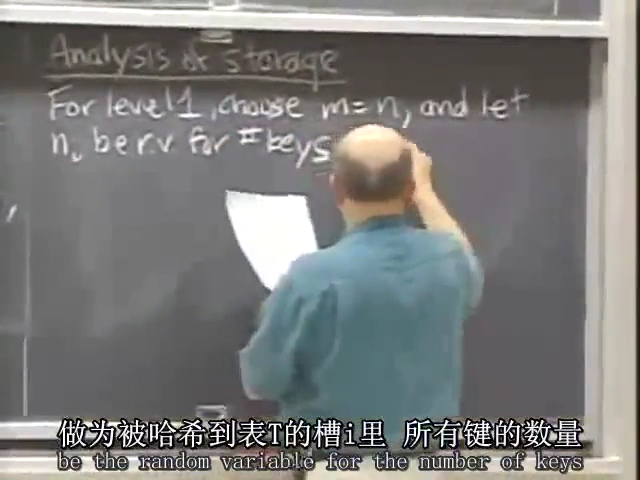 Analysis of storage
For level 1, choose m = n, and let
nᵢ be r.v for # keys
做为被哈希到表T的槽i里 所有键的数量
be the random variable for the number of keys